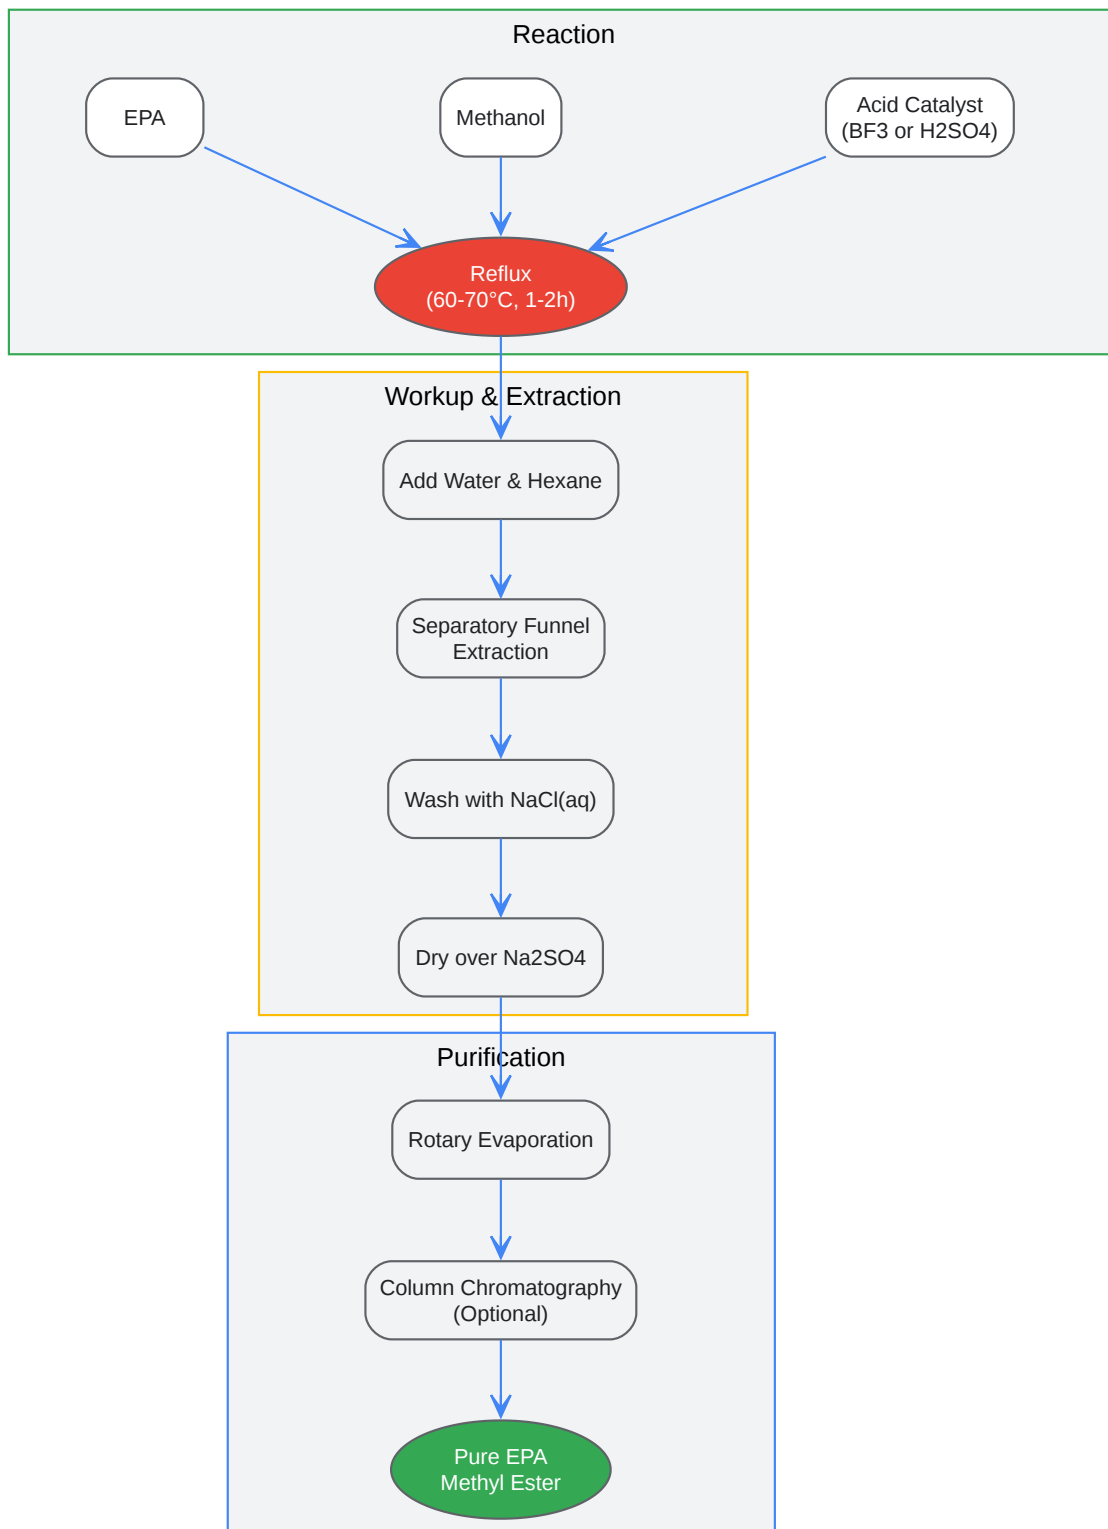 Reaction
EPA
Methanol
Acid Catalyst
(BF3 or H2SO4)
Reflux
(60-70°C, 1-2h)
Workup & Extraction
Add Water & Hexane
Separatory Funnel
Extraction
Wash with NaCl(aq)
Dry over Na2SO4
Purification
Rotary Evaporation
Column Chromatography
(Optional)
Pure EPA
Methyl Ester